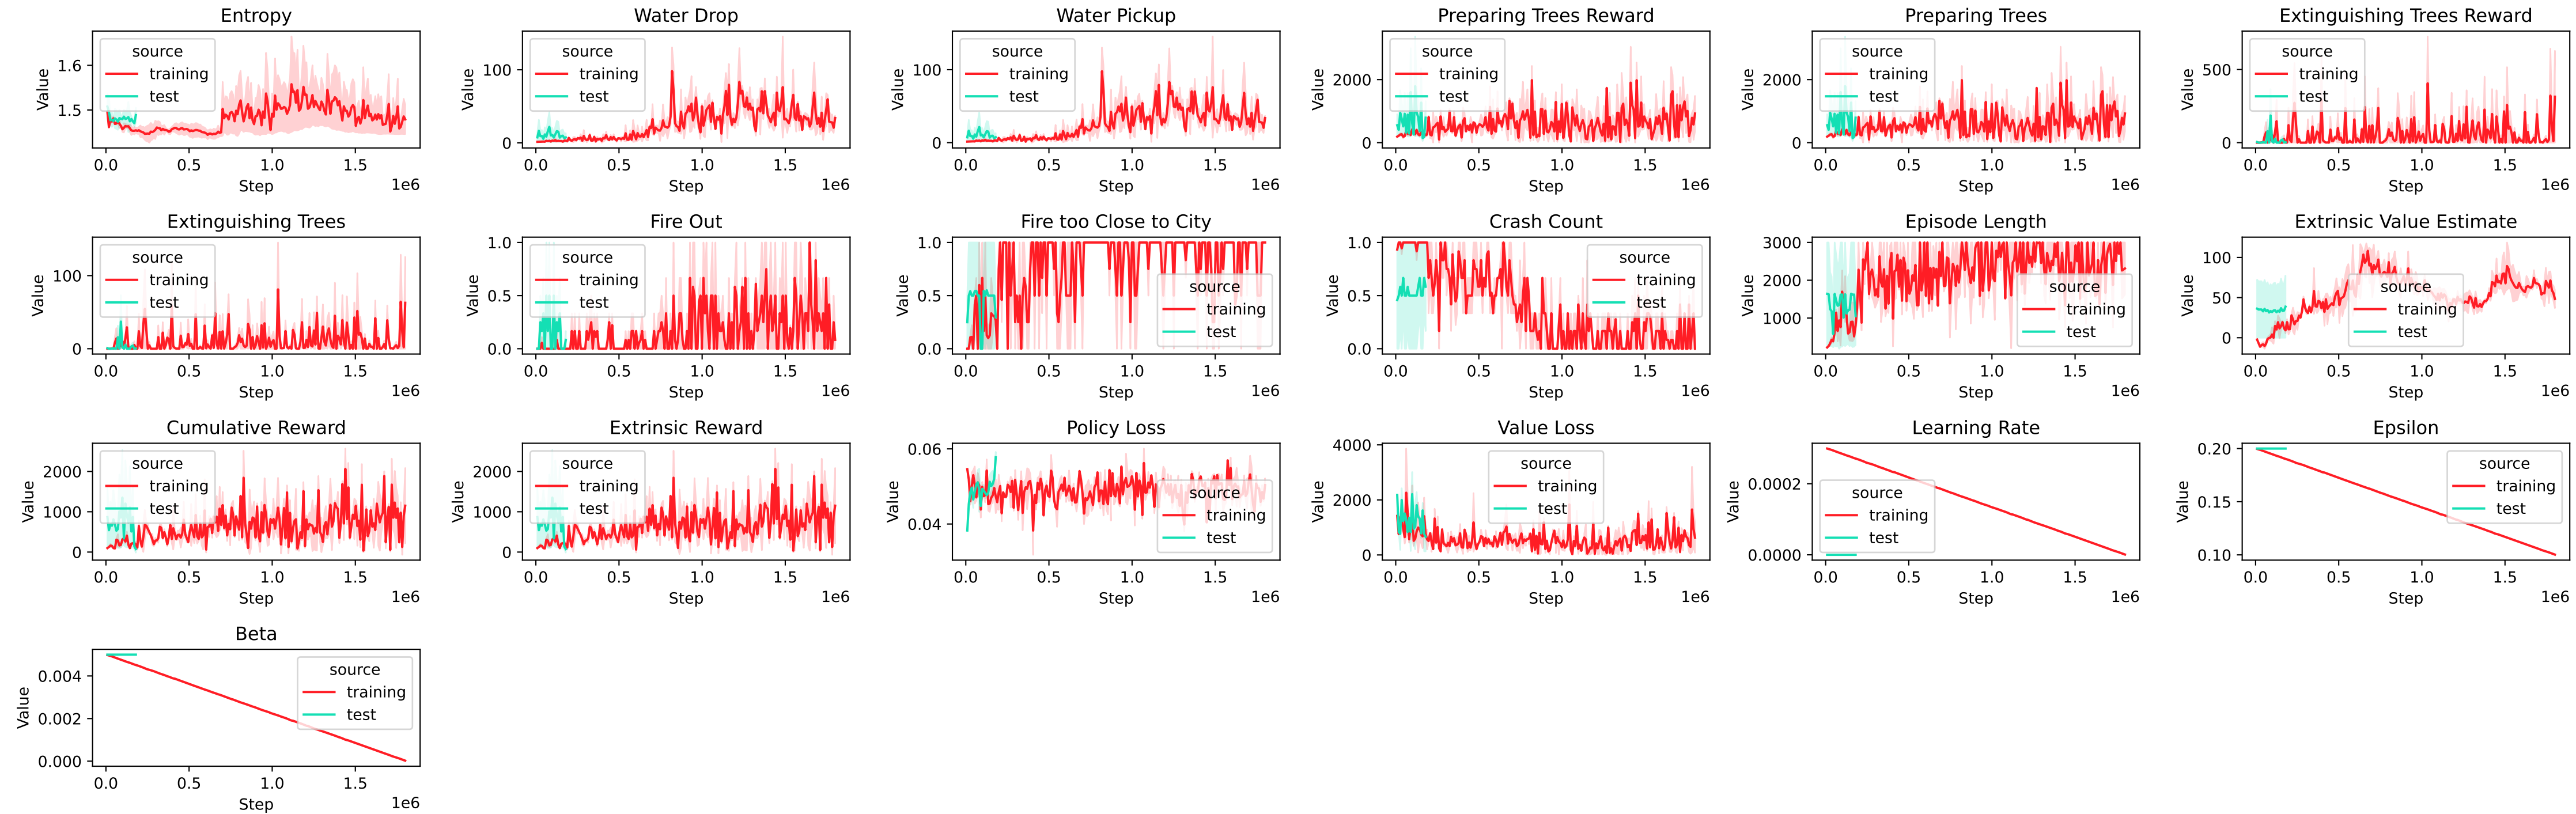 Entropy
Value
1.6
1.5
source
training
test
0.0 0.5 1.0 1.5
Step
1e6
Water Drop
Value
100
0
source
training
test
0.0 0.5 1.0 1.5
Step
1e6
Water Pickup
Value
100
0
source
training
test
0.0 0.5 1.0 1.5
Step
1e6
Preparing Trees Reward
Value
2000
0
source
training
test
0.0 0.5 1.0 1.5
Step
1e6
Preparing Trees
Value
2000
0
source
training
test
0.0 0.5 1.0 1.5
Step
1e6
Extinguishing Trees Reward
Value
500
0
source
training
test
0.0 0.5 1.0 1.5
Step
1e6
Extinguishing Trees
Value
100
0
source
training
test
0.0 0.5 1.0 1.5
Step
1e6
Fire Out
Value
1.0
0.5
0.0
source
training
test
0.0 0.5 1.0 1.5
Step
1e6
Fire too Close to City
Value
1.0
0.5
0.0
source
training
test
0.0 0.5 1.0 1.5
Step
1e6
Crash Count
Value
1.0
0.5
0.0
source
training
test
0.0 0.5 1.0 1.5
Step
1e6
Episode Length
Value
3000
2000
1000
source
training
test
0.0 0.5 1.0 1.5
Step
1e6
Extrinsic Value Estimate
Value
100
50
0
source
training
test
0.0 0.5 1.0 1.5
Step
1e6
Cumulative Reward
Value
2000
1000
0
source
training
test
0.0 0.5 1.0 1.5
Step
1e6
Extrinsic Reward
Value
2000
1000
0
source
training
test
0.0 0.5 1.0 1.5
Step
1e6
Policy Loss
Value
0.06
0.04
source
training
test
0.0 0.5 1.0 1.5
Step
1e6
Value Loss
Value
4000
2000
0
source
training
test
0.0 0.5 1.0 1.5
Step
1e6
Learning Rate
Value
0.0002
0.0000
source
training
test
0.0 0.5 1.0 1.5
Step
1e6
Epsilon
Value
0.20
0.15
0.10
source
training
test
0.0 0.5 1.0 1.5
Step
1e6
Beta
Value
0.004
0.002
0.000
source
training
test
0.0 0.5 1.0 1.5
Step
1e6